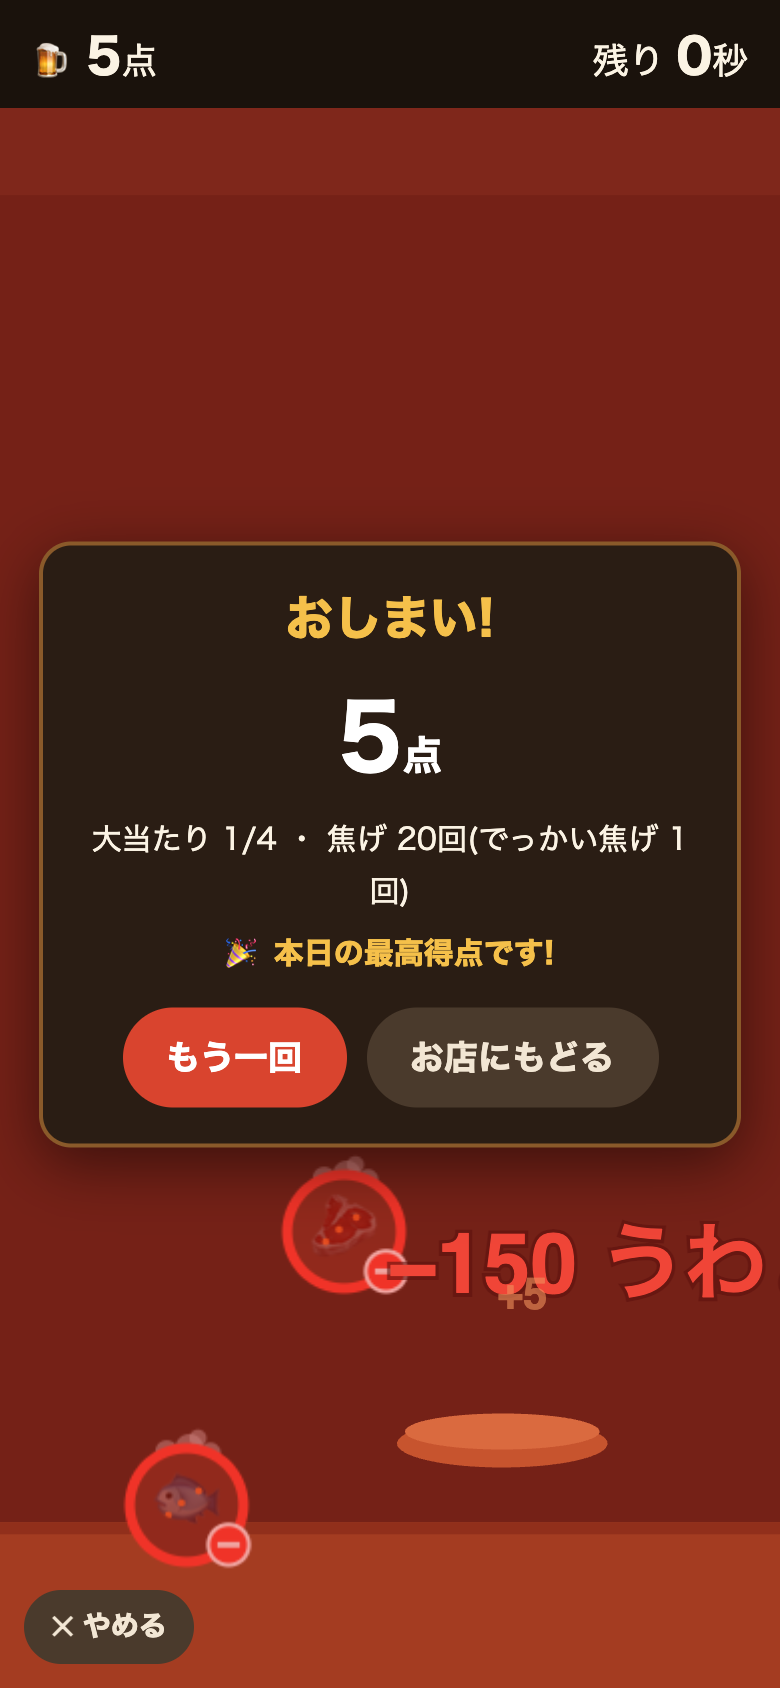 🍺 5点
残り 0秒
おしまい!
5点
大当たり 1/4 ・ 焦げ 20回(でっかい焦げ 1
回)
🎉 本日の最高得点です!
もう一回
お店にもどる
−150 うわ
+5
× やめる